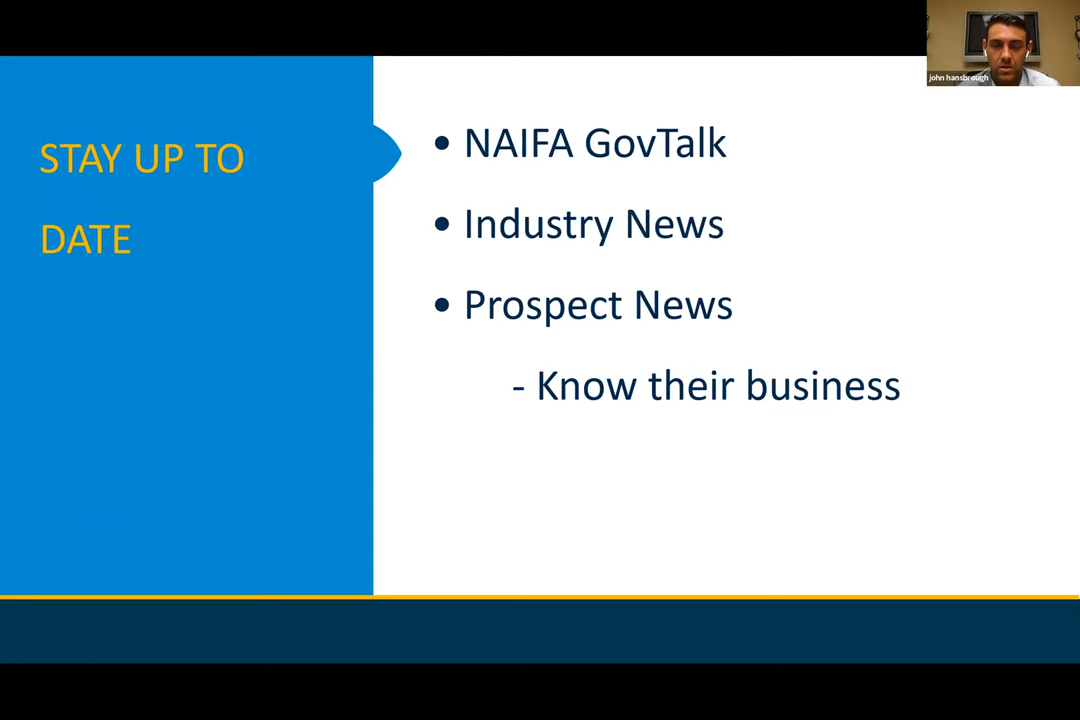 john hansbrough
STAY UP TO
DATE
• NAIFA GovTalk
• Industry News
• Prospect News
- Know their business